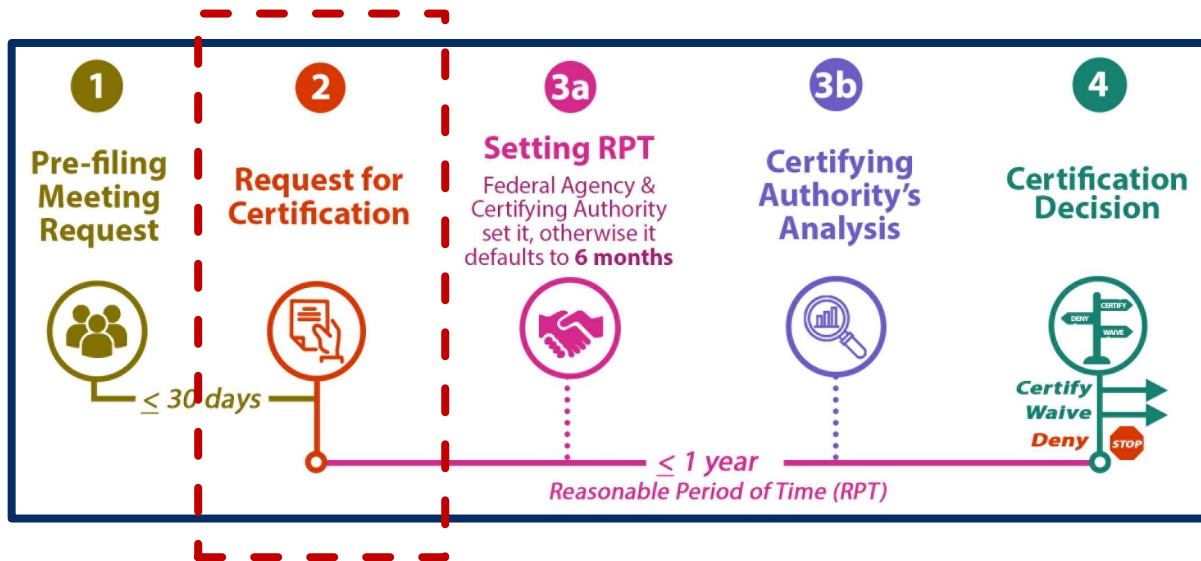 1
Pre-filing
Meeting
Request
≤ 30 days
2
Request for
Certification
3a
Setting RPT
Federal Agency &
Certifying Authority
set it, otherwise it
defaults to 6 months
3b
Certifying
Authority's
Analysis
4
Certification
Decision
CERTIFY
DENY
WAIVE
Certify
Waive
Deny
STOP
≤ 1 year
Reasonable Period of Time (RPT)